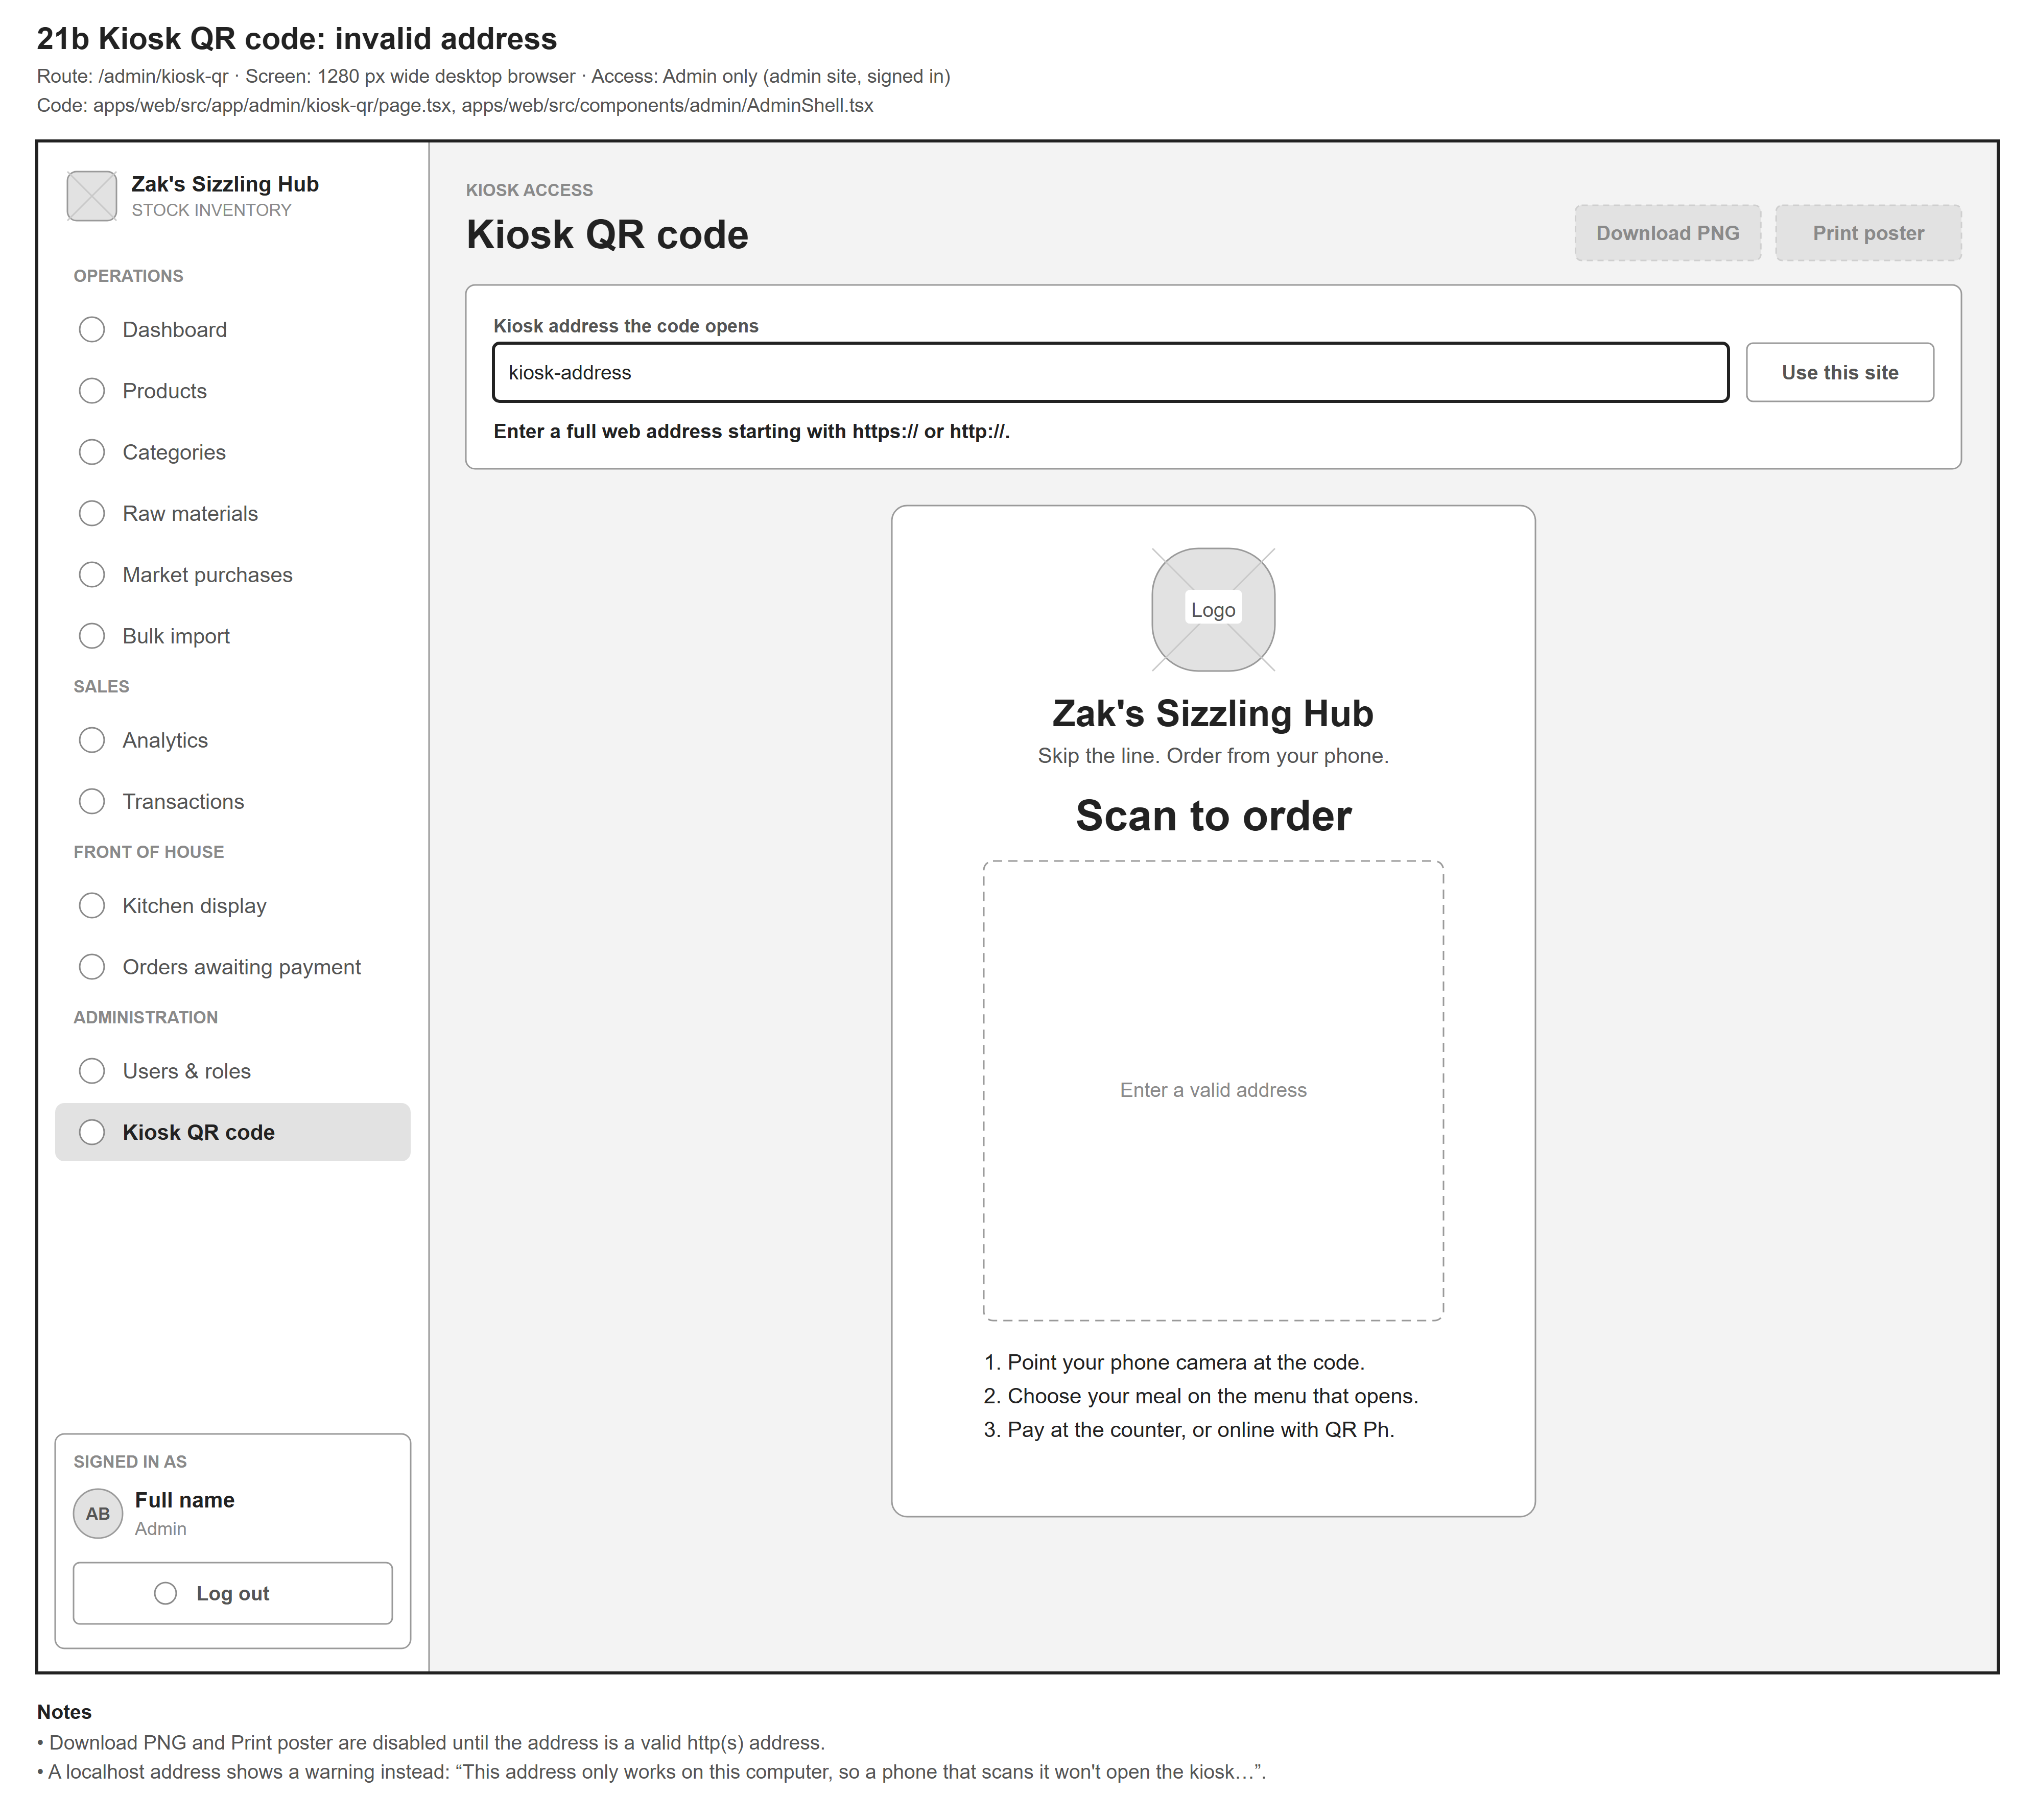 21b Kiosk QR code: invalid address
Route: /admin/kiosk-qr · Screen: 1280 px wide desktop browser · Access: Admin only (admin site, signed in)
Code: apps/web/src/app/admin/kiosk-qr/page.tsx, apps/web/src/components/admin/AdminShell.tsx
Zak's Sizzling Hub
STOCK INVENTORY
OPERATIONS
Dashboard
Products
Categories
Raw materials
Market purchases
Bulk import
SALES
Analytics
Transactions
FRONT OF HOUSE
Kitchen display
Orders awaiting payment
ADMINISTRATION
Users & roles
Kiosk QR code
SIGNED IN AS
AB
Full name
Admin
Log out
KIOSK ACCESS
Kiosk QR code
Download PNG
Print poster
Kiosk address the code opens
kiosk-address
Use this site
Enter a full web address starting with https:// or http://.
Logo
Zak's Sizzling Hub
Skip the line. Order from your phone.
Scan to order
Enter a valid address
1. Point your phone camera at the code.
2. Choose your meal on the menu that opens.
3. Pay at the counter, or online with QR Ph.
Notes
• Download PNG and Print poster are disabled until the address is a valid http(s) address.
• A localhost address shows a warning instead: “This address only works on this computer, so a phone that scans it won't open the kiosk…”.